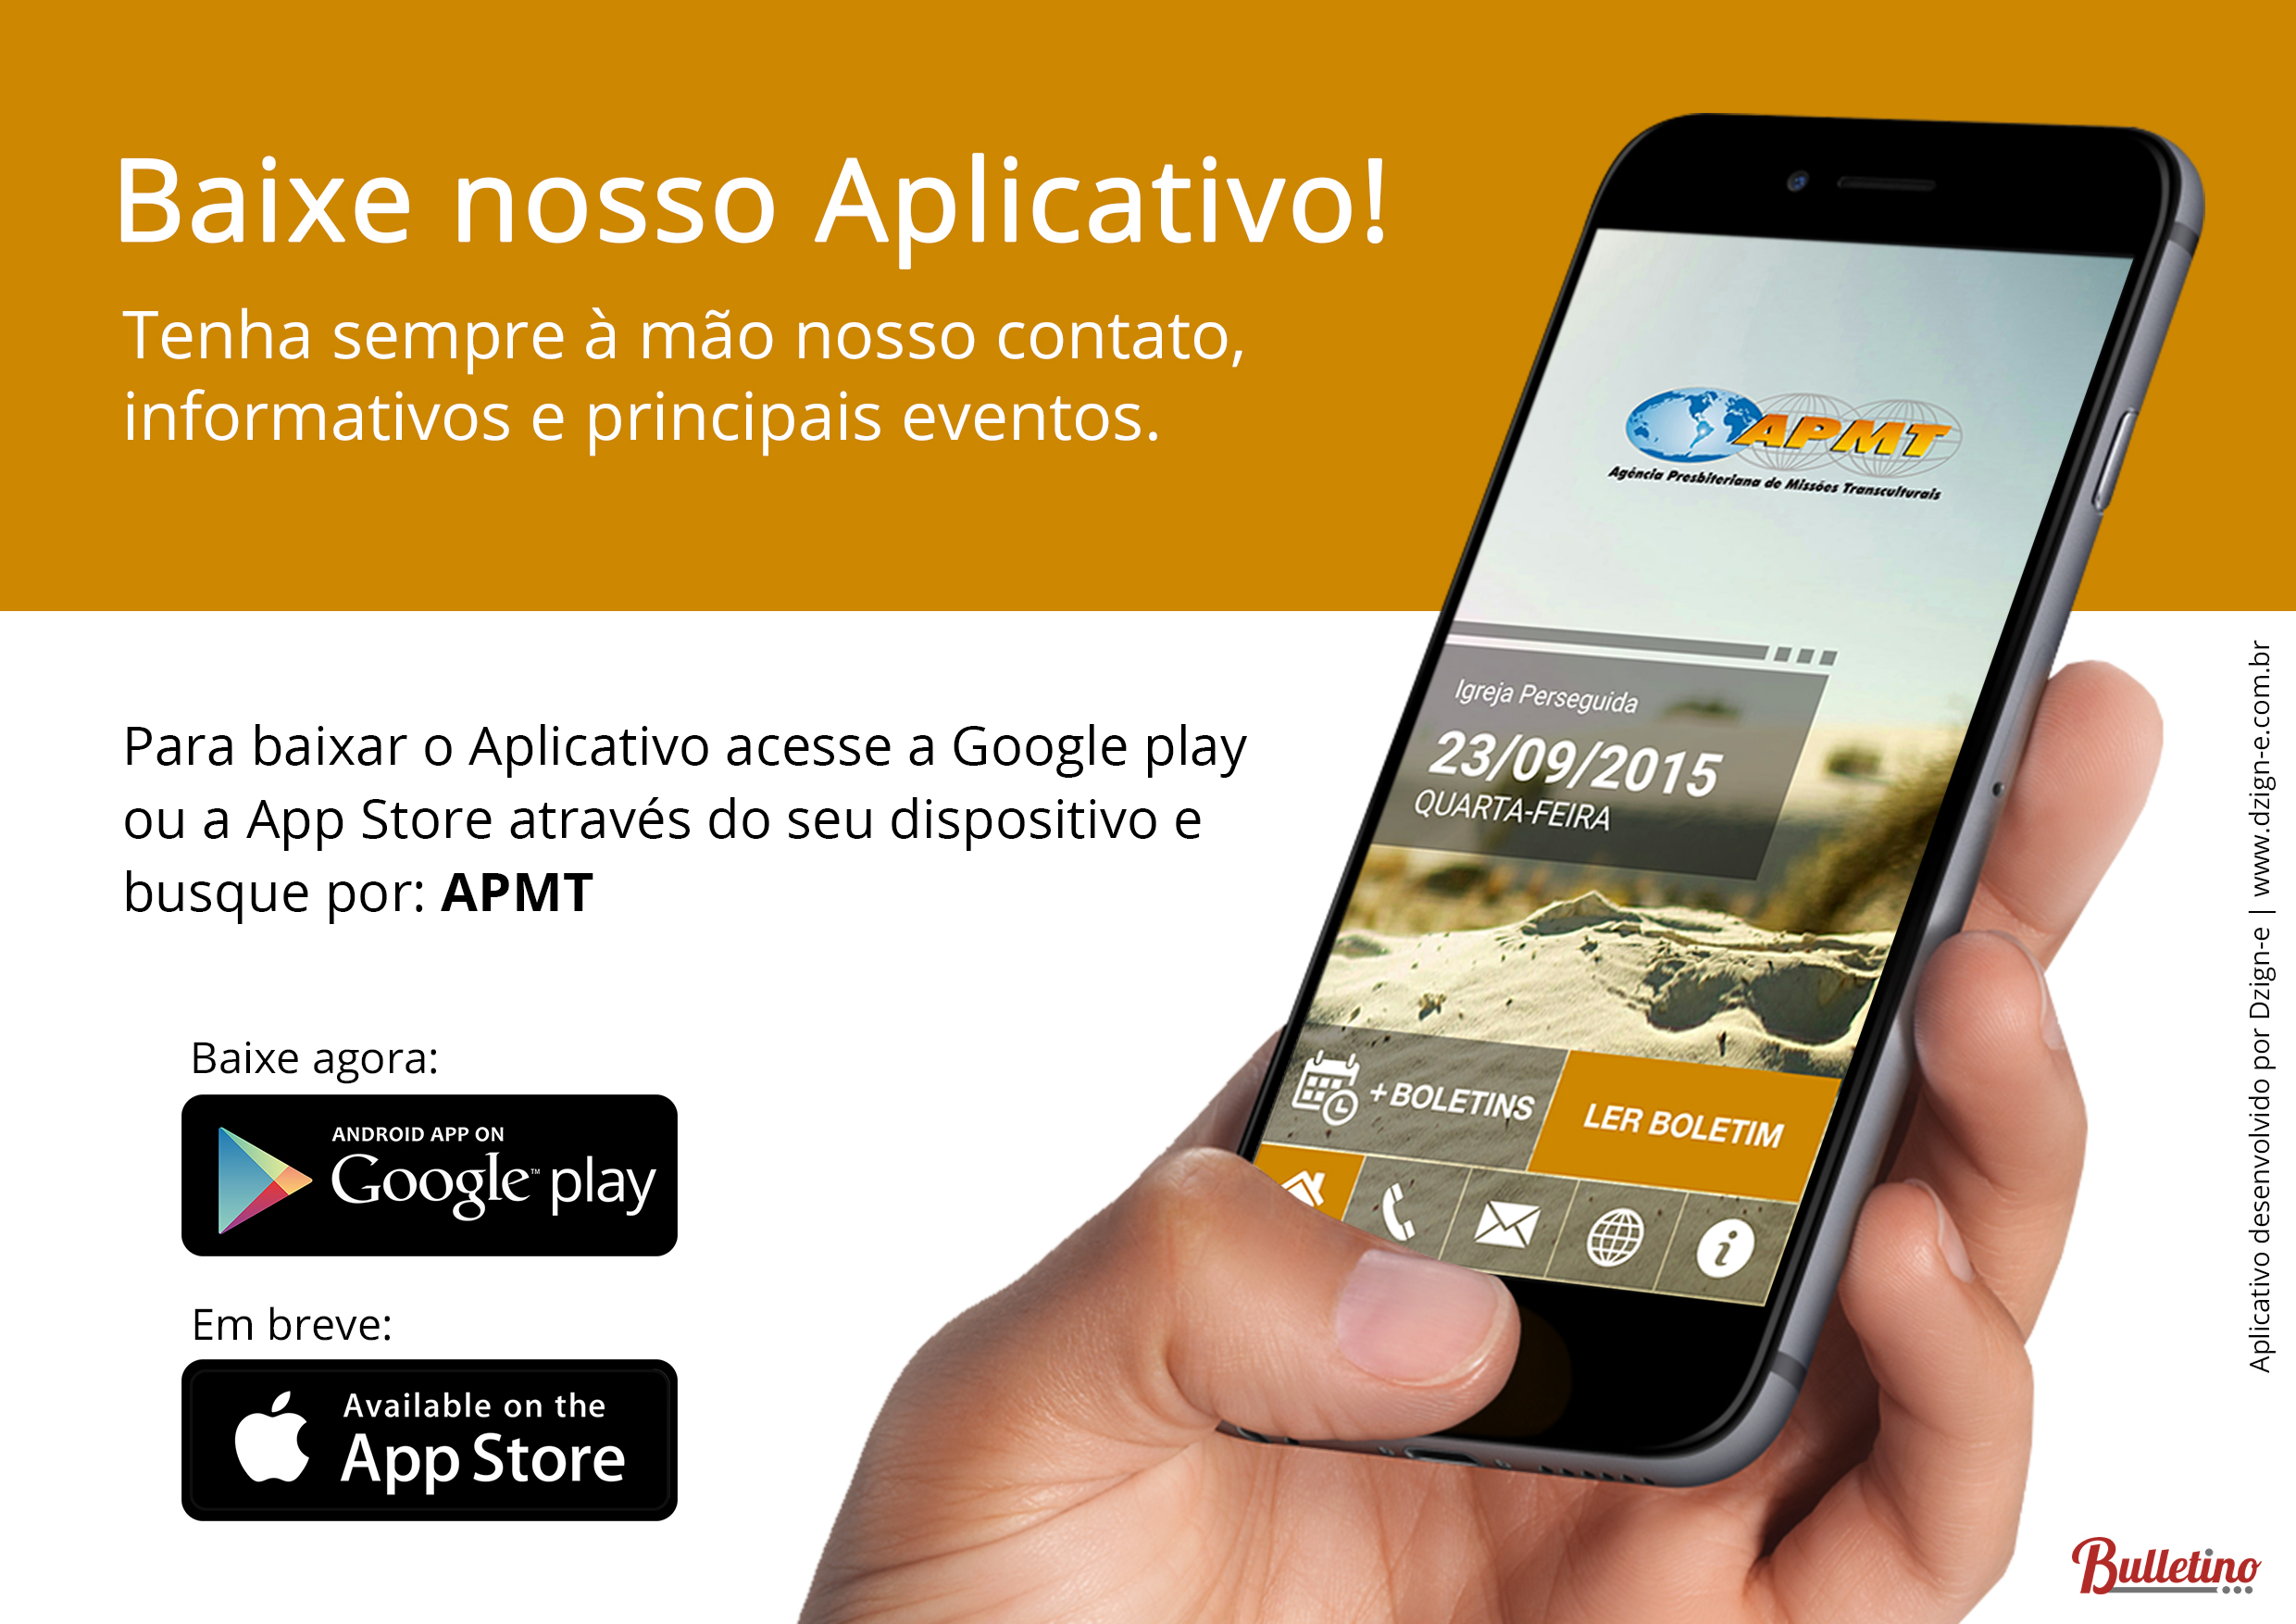 Baixe nosso Aplicativo!
Tenha sempre à mão nosso contato,
informativos e principais eventos.
APMT
Agência Presbiteriana de Missões Transculturais
Igreja Perseguida
23/09/2015
QUARTA-FEIRA
+ BOLETINS
LER BOLETIM
Para baixar o Aplicativo acesse a Google play
ou a App Store através do seu dispositivo e
busque por: APMT
Baixe agora:
ANDROID APP ON
Google™ play
Em breve:
Available on the
App Store
Aplicativo desenvolvido por Dzign-e | www.dzign-e.com.br
Bulletino